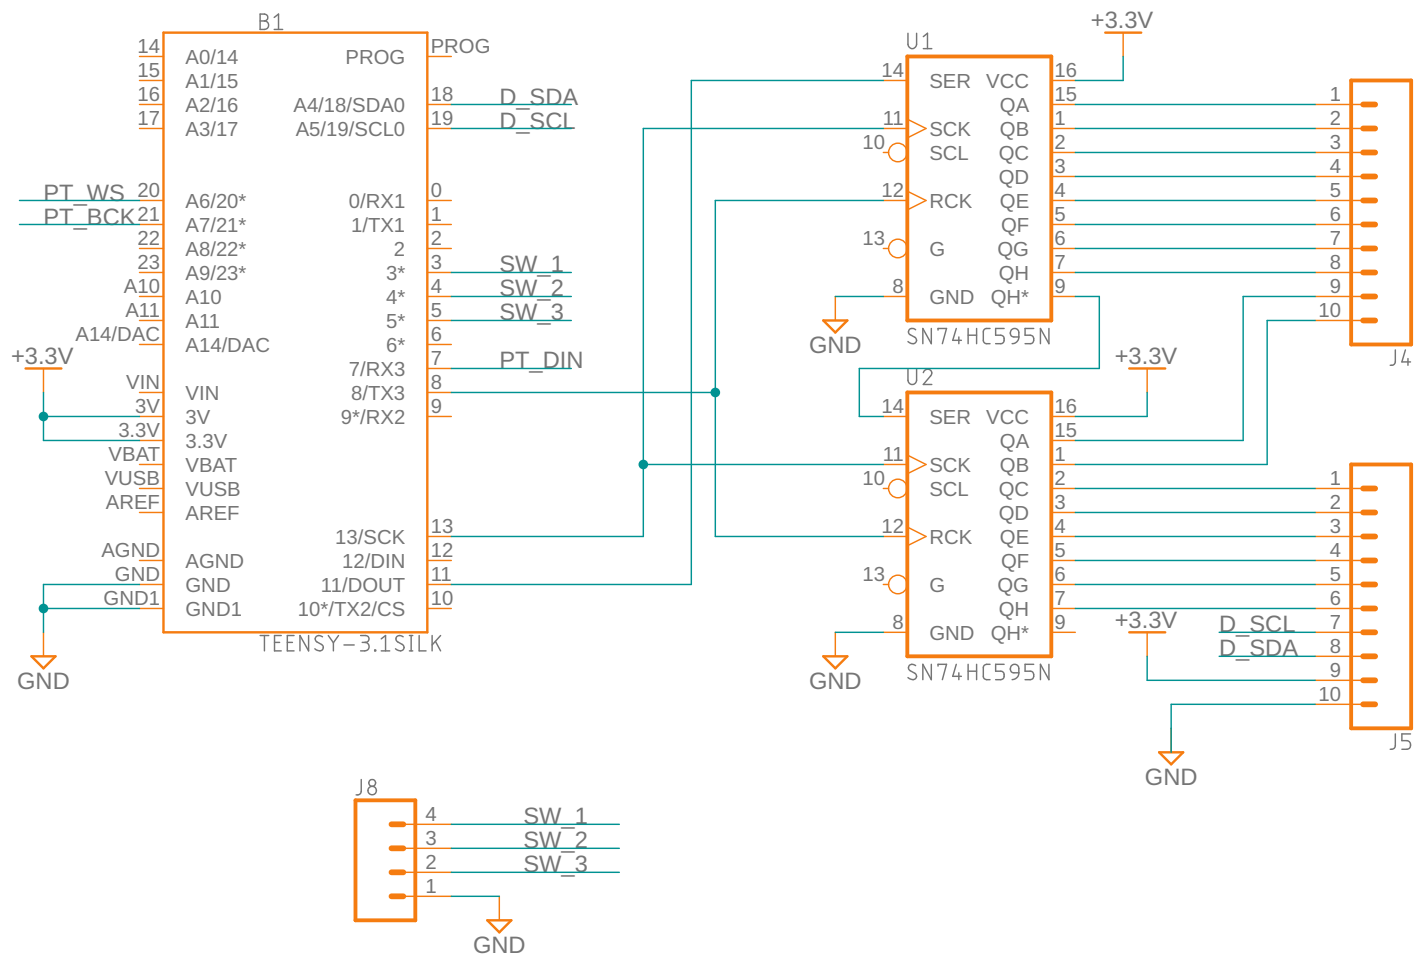 B1
14 A0/14 PROG PROG
15 A1/15
16 A2/16 A4/18/SDA0 18 D_SDA
17 A3/17 A5/19/SCL0 19 D_SCL
PT_WS 20 A6/20* 0/RX1 0
PT_BCK 21 A7/21* 1/TX1 1
22 A8/22* 2 2
23 A9/23* 3* 3 SW_1
A10 A10 4* 4 SW_2
A11 A11 5* 5 SW_3
A14/DAC A14/DAC 6* 6
+3.3V
7/RX3 7 PT_DIN
VIN VIN 8/TX3 8
3V 3V 9*/RX2 9
3.3V 3.3V
VBAT VBAT
VUSB VUSB
AREF AREF
13/SCK 13
AGND AGND 12/DIN 12
GND GND 11/DOUT 11
GND1 GND1 10*/TX2/CS 10
TEENSY-3.1SILK
GND
U1
+3.3V
14 SER VCC 16
QA 15
11 SCK QB 1
10 SCL QC 2
QD 3
12 RCK QE 4
QF 5
13 G QG 6
QH 7
8 GND QH* 9
SN74HC595N
GND
1
2
3
4
5
6
7
8
9
10
J4
U2
+3.3V
14 SER VCC 16
QA 15
11 SCK QB 1
10 SCL QC 2
QD 3
12 RCK QE 4
QF 5
13 G QG 6
QH 7
8 GND QH* 9
SN74HC595N
GND
1
2
3
4
5
6
+3.3V
D_SCL 7
D_SDA 8
9
10
J5
GND
J8
4 SW_1
3 SW_2
2 SW_3
1
GND